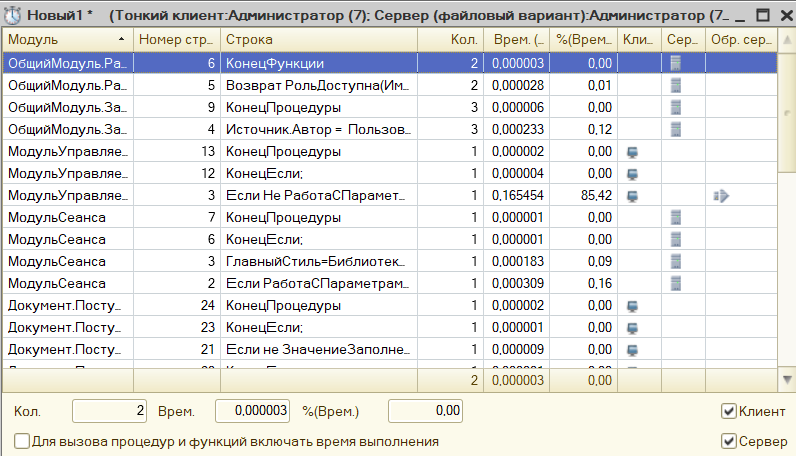 Новый1 * (Тонкий клиент:Администратор (7); Сервер (файловый вариант):Администратор (7...
Модуль Номер стр... Строка Кол. Врем. (... %(Врем... Кли... Сер... Обр. сер...
ОбщийМодуль.Ра... 6 КонецФункции 2 0,000003 0,00
ОбщийМодуль.Ра... 5 Возврат РольДоступна(Им... 2 0,000028 0,01
ОбщийМодуль.За... 9 КонецПроцедуры 3 0,000006 0,00
ОбщийМодуль.За... 4 Источник.Автор = Пользов... 3 0,000233 0,12
МодульУправляе... 13 КонецПроцедуры 1 0,000002 0,00
МодульУправляе... 12 КонецЕсли; 1 0,000004 0,00
МодульУправляе... 3 Если Не РаботаСПарамет... 1 0,165454 85,42
МодульСеанса 7 КонецПроцедуры 1 0,000001 0,00
МодульСеанса 6 КонецЕсли; 1 0,000001 0,00
МодульСеанса 3 ГлавныйСтиль=Библиотек... 1 0,000183 0,09
МодульСеанса 2 Если РаботаСПараметрам... 1 0,000309 0,16
Документ.Посту... 24 КонецПроцедуры 1 0,000002 0,00
Документ.Посту... 23 КонецЕсли; 1 0,000001 0,00
Документ.Посту... 21 Если не ЗначениеЗаполне... 1 0,000009 0,00
2 0,000003 0,00
Кол. 2 Врем. 0,000003 %(Врем.) 0,00 Клиент
Для вызова процедур и функций включать время выполнения Сервер